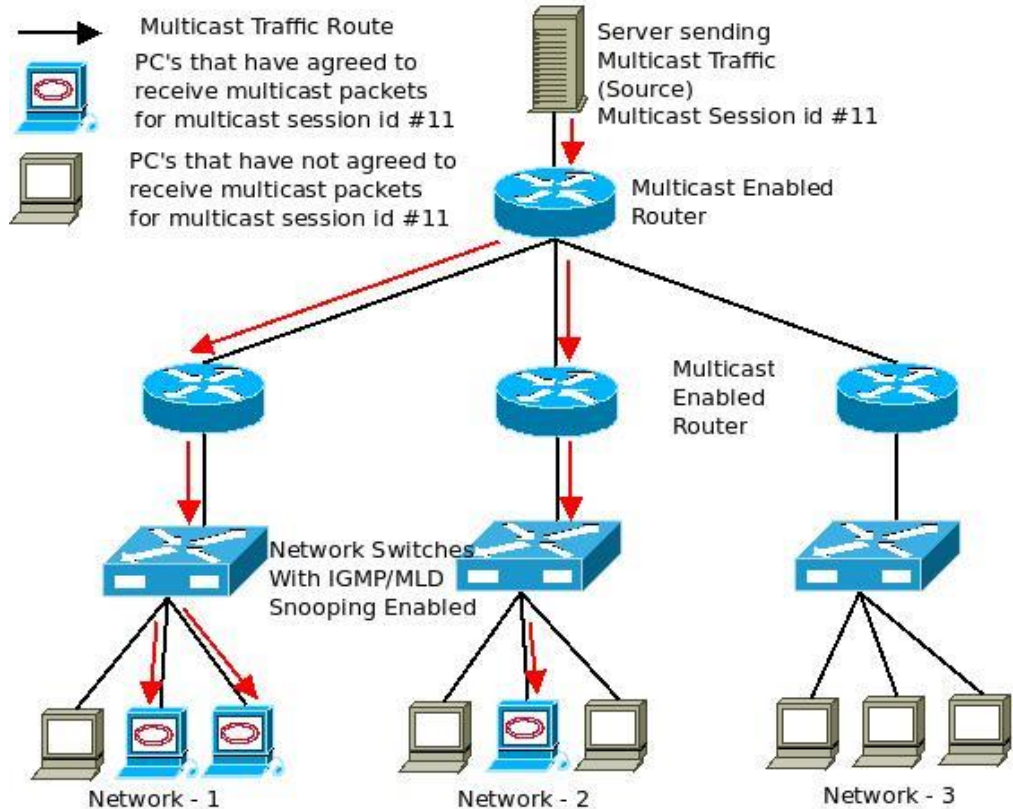 Multicast Traffic Route
PC's that have agreed to
receive multicast packets
for multicast session id #11
PC's that have not agreed to
receive multicast packets
for multicast session id #11
Server sending
Multicast Traffic
(Source)
Multicast Session id #11
Multicast Enabled
Router
Multicast
Enabled
Router
Network Switches
With IGMP/MLD
Snooping Enabled
Network - 1
Network - 2
Network - 3